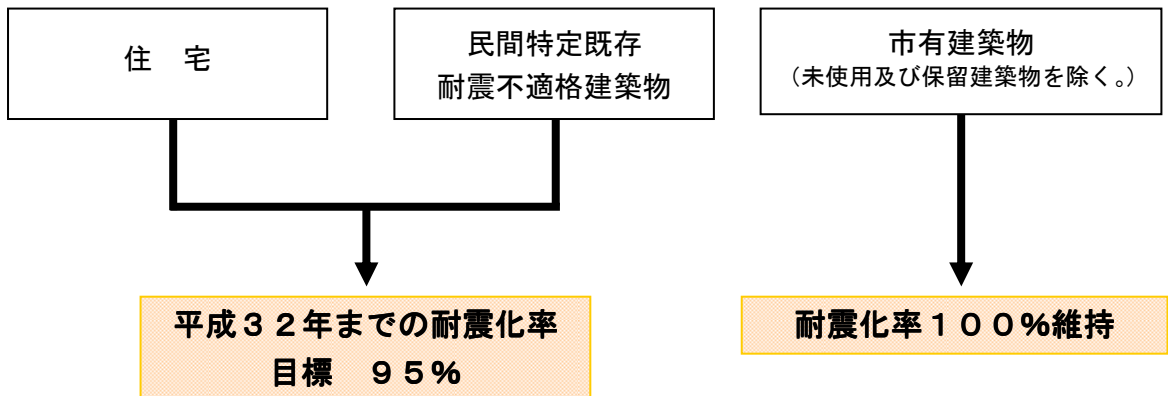 住　宅
民間特定既存
耐震不適格建築物
市有建築物
（未使用及び保留建築物を除く。）
平成３２年までの耐震化率
目標　９５％
耐震化率１００％維持